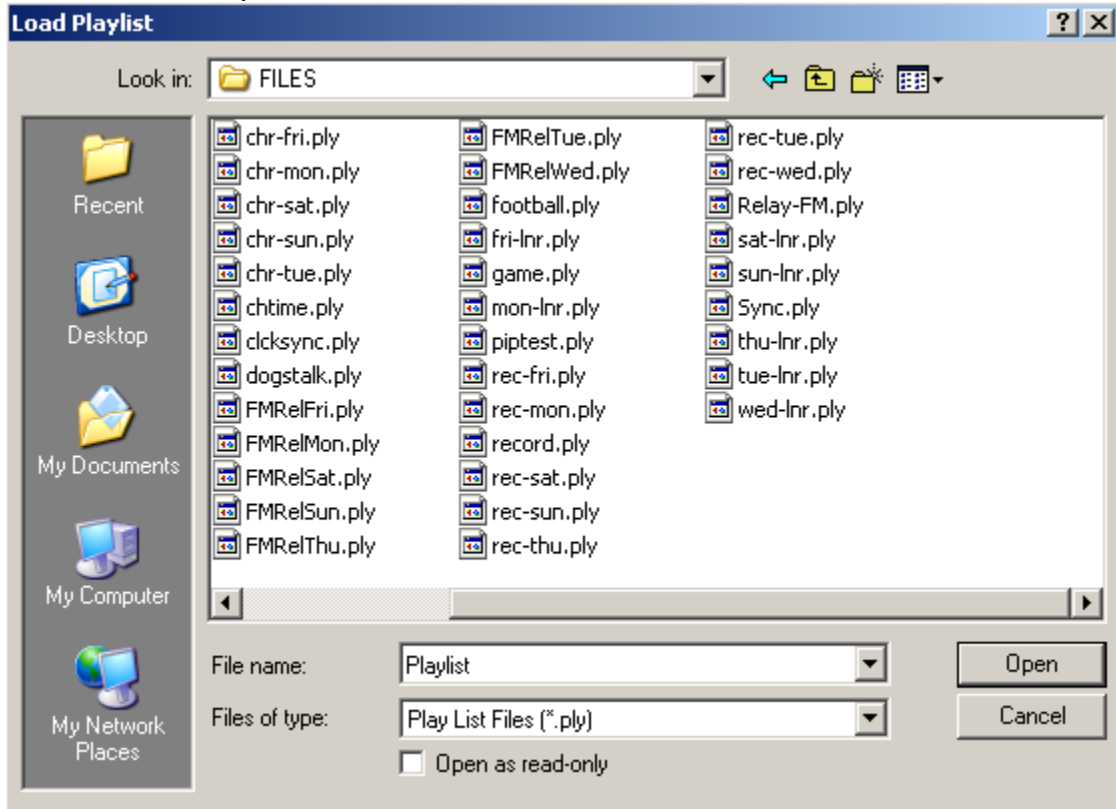 Load Playlist
Look in:
FILES
Recent
Desktop
My Documents
My Computer
My Network
Places
chr-fri.ply
chr-mon.ply
chr-sat.ply
chr-sun.ply
chr-tue.ply
chtime.ply
clcksync.ply
dogstalk.ply
FMRelFri.ply
FMRelMon.ply
FMRelSat.ply
FMRelSun.ply
FMRelThu.ply
FMRelTue.ply
FMRelWed.ply
football.ply
fri-lnr.ply
game.ply
mon-lnr.ply
piptest.ply
rec-fri.ply
rec-mon.ply
record.ply
rec-sat.ply
rec-sun.ply
rec-thu.ply
rec-tue.ply
rec-wed.ply
Relay-FM.ply
sat-lnr.ply
sun-lnr.ply
Sync.ply
thu-lnr.ply
tue-lnr.ply
wed-lnr.ply
File name:
Playlist
Open
Files of type:
Play List Files (*.ply)
Cancel
Open as read-only